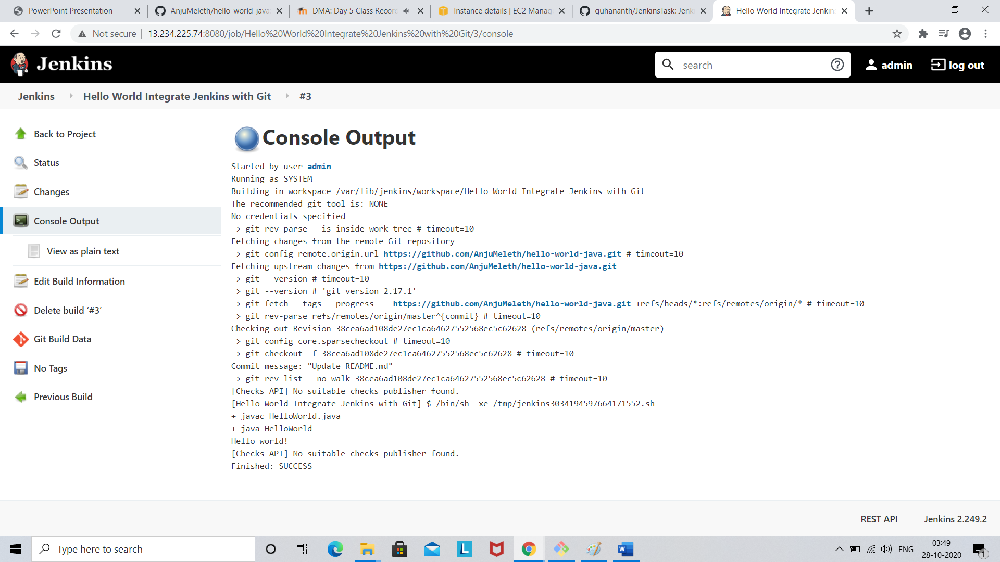 PowerPoint Presentation
AnjuMeleth/hello-world-java
DMA: Day 5 Class Record
Instance details | EC2 Manag
guhananth/JenkinsTask: Jenk
Hello World Integrate Jenkin
Not secure
13.234.225.74:8080/job/Hello%20World%20Integrate%20Jenkins%20with%20Git/3/console
Jenkins
search
admin
log out
Jenkins
Hello World Integrate Jenkins with Git
#3
Back to Project
Status
Changes
Console Output
View as plain text
Edit Build Information
Delete build ‘#3’
Git Build Data
No Tags
Previous Build
Console Output
Started by user admin
Running as SYSTEM
Building in workspace /var/lib/jenkins/workspace/Hello World Integrate Jenkins with Git
The recommended git tool is: NONE
No credentials specified
> git rev-parse --is-inside-work-tree # timeout=10
Fetching changes from the remote Git repository
> git config remote.origin.url https://github.com/AnjuMeleth/hello-world-java.git # timeout=10
Fetching upstream changes from https://github.com/AnjuMeleth/hello-world-java.git
> git --version # timeout=10
> git --version # 'git version 2.17.1'
> git fetch --tags --progress -- https://github.com/AnjuMeleth/hello-world-java.git +refs/heads/*:refs/remotes/origin/* # timeout=10
> git rev-parse refs/remotes/origin/master^{commit} # timeout=10
Checking out Revision 38cea6ad108de27ec1ca64627552568ec5c62628 (refs/remotes/origin/master)
> git config core.sparsecheckout # timeout=10
> git checkout -f 38cea6ad108de27ec1ca64627552568ec5c62628 # timeout=10
Commit message: "Update README.md"
> git rev-list --no-walk 38cea6ad108de27ec1ca64627552568ec5c62628 # timeout=10
[Checks API] No suitable checks publisher found.
[Hello World Integrate Jenkins with Git] $ /bin/sh -xe /tmp/jenkins3034194597664171552.sh
+ javac HelloWorld.java
+ java HelloWorld
Hello world!
[Checks API] No suitable checks publisher found.
Finished: SUCCESS
REST API
Jenkins 2.249.2
Type here to search
L
W
ENG
03:49
28-10-2020
1